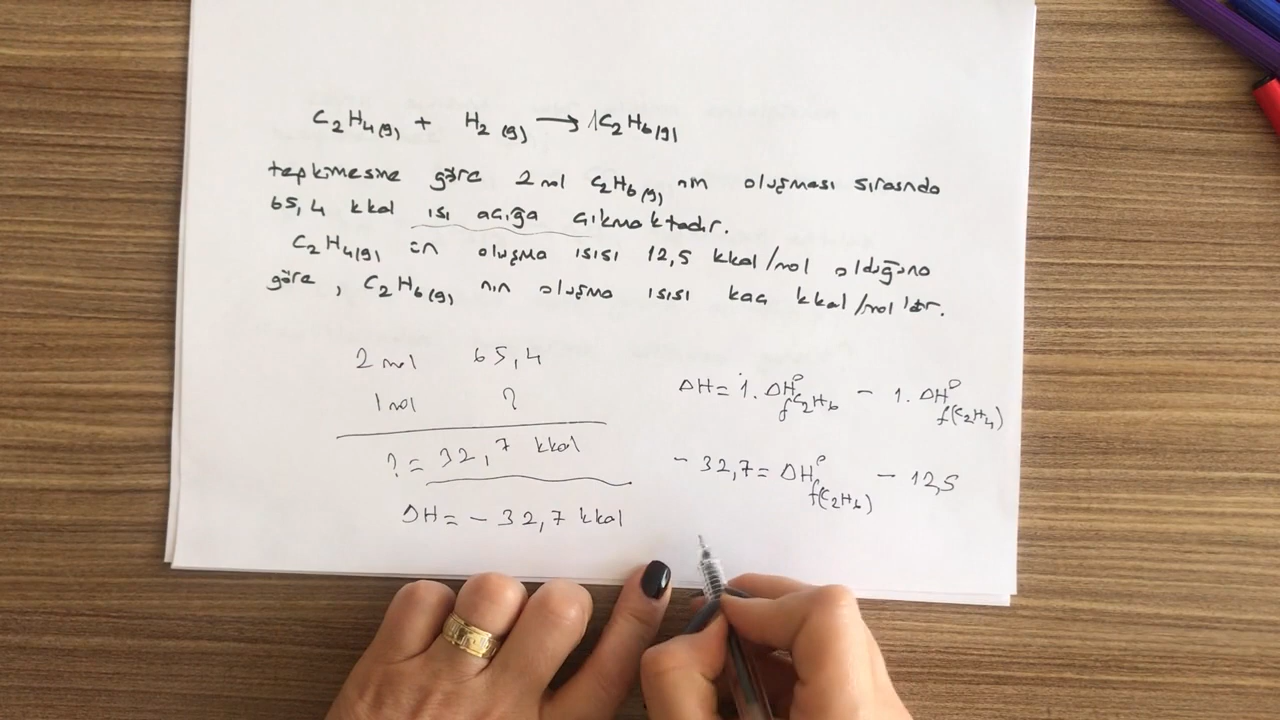 C₂H₄(g) + H₂(g) → 1C₂H₆(g)
tepkimesine göre 2 mol C₂H₆(g) nın oluşması sırasında
65,4 kkal ısı açığa çıkmaktadır.
C₂H₄(g) ün oluşma ısısı 12,5 kkal/mol olduğuna
göre, C₂H₆(g) nın oluşma ısısı kaç kkal/mol'dür.
2 mol 65,4
1 mol ?
? = 32,7 kkal
ΔH = - 32,7 kkal
ΔH = 1. ΔH°f C₂H₆ - 1. ΔH°f(C₂H₄)
- 32,7 = ΔH°f(C₂H₆) - 12,5